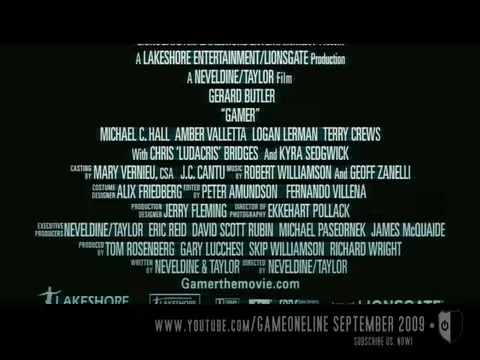 A LAKESHORE ENTERTAINMENT/LIONSGATE Production
A NEVELDINE/TAYLOR Film
GERARD BUTLER
"GAMER"
MICHAEL C. HALL AMBER VALLETTA LOGAN LERMAN TERRY CREWS
With CHRIS 'LUDACRIS' BRIDGES And KYRA SEDGWICK
CASTING BY MARY VERNIEU, CSA J.C. CANTU MUSIC BY ROBERT WILLIAMSON And GEOFF ZANELLI
COSTUME DESIGNER ALIX FRIEDBERG EDITED BY PETER AMUNDSON FERNANDO VILLENA
PRODUCTION DESIGNER JERRY FLEMING DIRECTOR OF PHOTOGRAPHY EKKEHART POLLACK
EXECUTIVE PRODUCERS NEVELDINE/TAYLOR ERIC REID DAVID SCOTT RUBIN MICHAEL PASEORNEK JAMES McQUAIDE
PRODUCED BY TOM ROSENBERG GARY LUCCHESI SKIP WILLIAMSON RICHARD WRIGHT
WRITTEN BY NEVELDINE & TAYLOR DIRECTED BY NEVELDINE/TAYLOR
Gamerthemovie.com
LAKESHORE LIONSGATE
WWW.YOUTUBE.COM/GAMEONELINE SEPTEMBER 2009
SUBSCRIBE US. NOW!